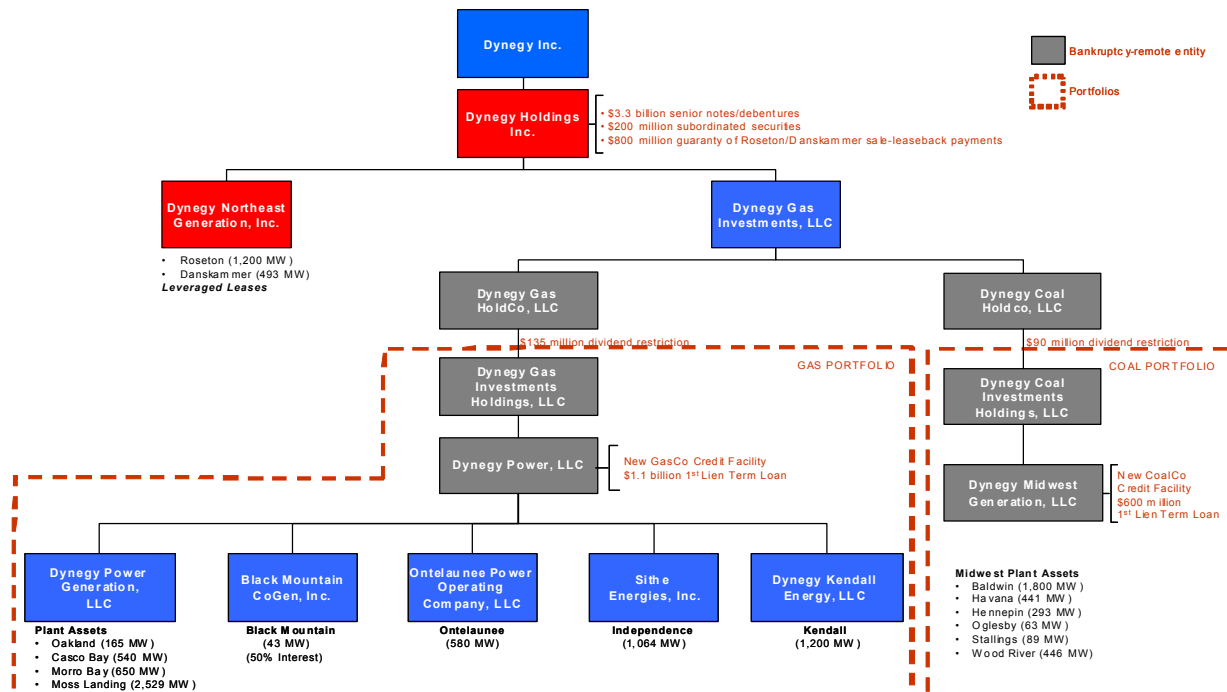 Dynegy Inc.
Bankruptcy-remote entity
Portfolios
Dynegy Holdings
Inc.
• $3.3 billion senior notes/debentures
• $200 million subordinated securities
• $800 million guaranty of Roseton/Danskammer sale-leaseback payments
Dynegy Northeast
Generation, Inc.
• Roseton (1,200 MW)
• Danskammer (493 MW)
Leveraged Leases
Dynegy Gas
Investments, LLC
Dynegy Gas
HoldCo, LLC
Dynegy Coal
Holdco, LLC
$135 million dividend restriction
$90 million dividend restriction
GAS PORTFOLIO
COAL PORTFOLIO
Dynegy Gas
Investments
Holdings, LLC
Dynegy Coal
Investments
Holdings, LLC
Dynegy Power, LLC
New GasCo Credit Facility
$1.1 billion 1st Lien Term Loan
Dynegy Midwest
Generation, LLC
New CoalCo
Credit Facility
$600 million
1st Lien Term Loan
Dynegy Power
Generation,
LLC
Plant Assets
• Oakland (165 MW)
• Casco Bay (540 MW)
• Morro Bay (650 MW)
• Moss Landing (2,529 MW)
Black Mountain
CoGen, Inc.
Black Mountain
(43 MW)
(50% Interest)
Ontelaunee Power
Operating
Company, LLC
Ontelaunee
(580 MW)
Sithe
Energies, Inc.
Independence
(1,064 MW)
Dynegy Kendall
Energy, LLC
Kendall
(1,200 MW)
Midwest Plant Assets
• Baldwin (1,800 MW)
• Havana (441 MW)
• Hennepin (293 MW)
• Oglesby (63 MW)
• Stallings (89 MW)
• Wood River (446 MW)